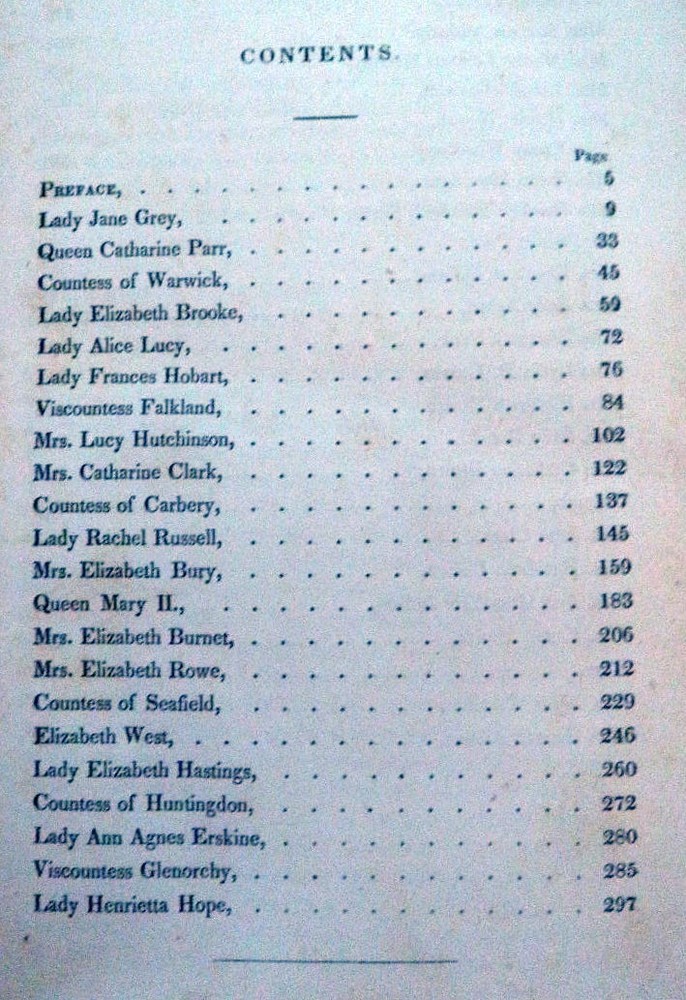 CONTENTS.
Page
PREFACE, . . . . . . . . . . . . . . . . 5
Lady Jane Grey, . . . . . . . . . . . . . 9
Queen Catharine Parr, . . . . . . . . . . . . 33
Countess of Warwick, . . . . . . . . . . . . 45
Lady Elizabeth Brooke, . . . . . . . . . . . 59
Lady Alice Lucy, . . . . . . . . . . . . . 72
Lady Frances Hobart, . . . . . . . . . . . . 76
Viscountess Falkland, . . . . . . . . . . . . 84
Mrs. Lucy Hutchinson, . . . . . . . . . . . . 102
Mrs. Catharine Clark, . . . . . . . . . . . . 122
Countess of Carbery, . . . . . . . . . . . . 137
Lady Rachel Russell, . . . . . . . . . . . . 145
Mrs. Elizabeth Bury, . . . . . . . . . . . . 159
Queen Mary II., . . . . . . . . . . . . . 183
Mrs. Elizabeth Burnet, . . . . . . . . . . . . 206
Mrs. Elizabeth Rowe, . . . . . . . . . . . . 212
Countess of Seafield, . . . . . . . . . . . . 229
Elizabeth West, . . . . . . . . . . . . . . 246
Lady Elizabeth Hastings, . . . . . . . . . . . 260
Countess of Huntingdon, . . . . . . . . . . . 272
Lady Ann Agnes Erskine, . . . . . . . . . . . 280
Viscountess Glenorchy, . . . . . . . . . . . . 285
Lady Henrietta Hope, . . . . . . . . . . . . 297